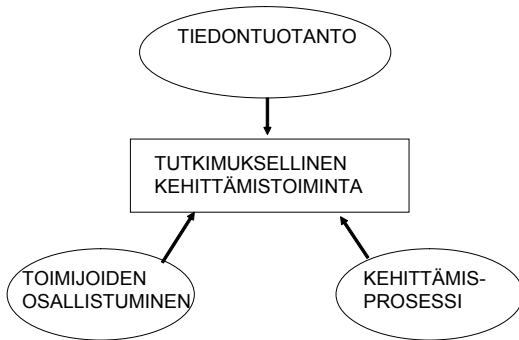 TIEDONTUOTANTO
TUTKIMUKSELLINEN
KEHITTÄMISTOIMINTA
TOIMIJOIDEN
OSALLISTUMINEN
KEHITTÄMIS-
PROSESSI